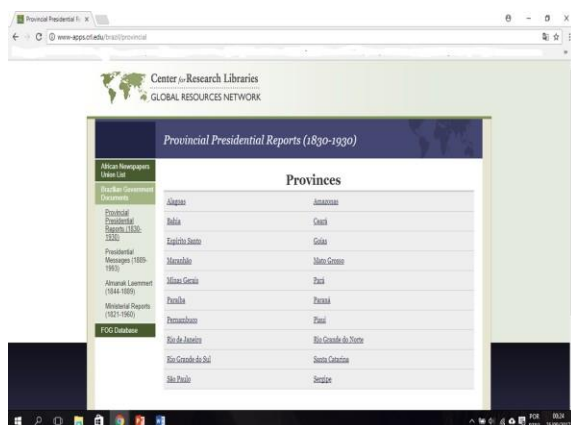 Provincial Presidential R
www-apps.crl.edu/brazil/provincial
Center for Research Libraries
GLOBAL RESOURCES NETWORK
Provincial Presidential Reports (1830-1930)
African Newspapers
Union List
Brazilian Government
Documents
Provincial
Presidential
Reports (1830-
1930)
Presidential
Messages (1889-
1993)
Almanak Laemmert
(1844-1889)
Ministerial Reports
(1821-1960)
FOG Database
Provinces
Alagoas
Amazonas
Bahia
Ceará
Espírito Santo
Goiás
Maranhão
Mato Grosso
Minas Gerais
Pará
Paraíba
Paraná
Pernambuco
Piauí
Rio de Janeiro
Rio Grande do Norte
Rio Grande do Sul
Santa Catarina
São Paulo
Sergipe
POR
00:24